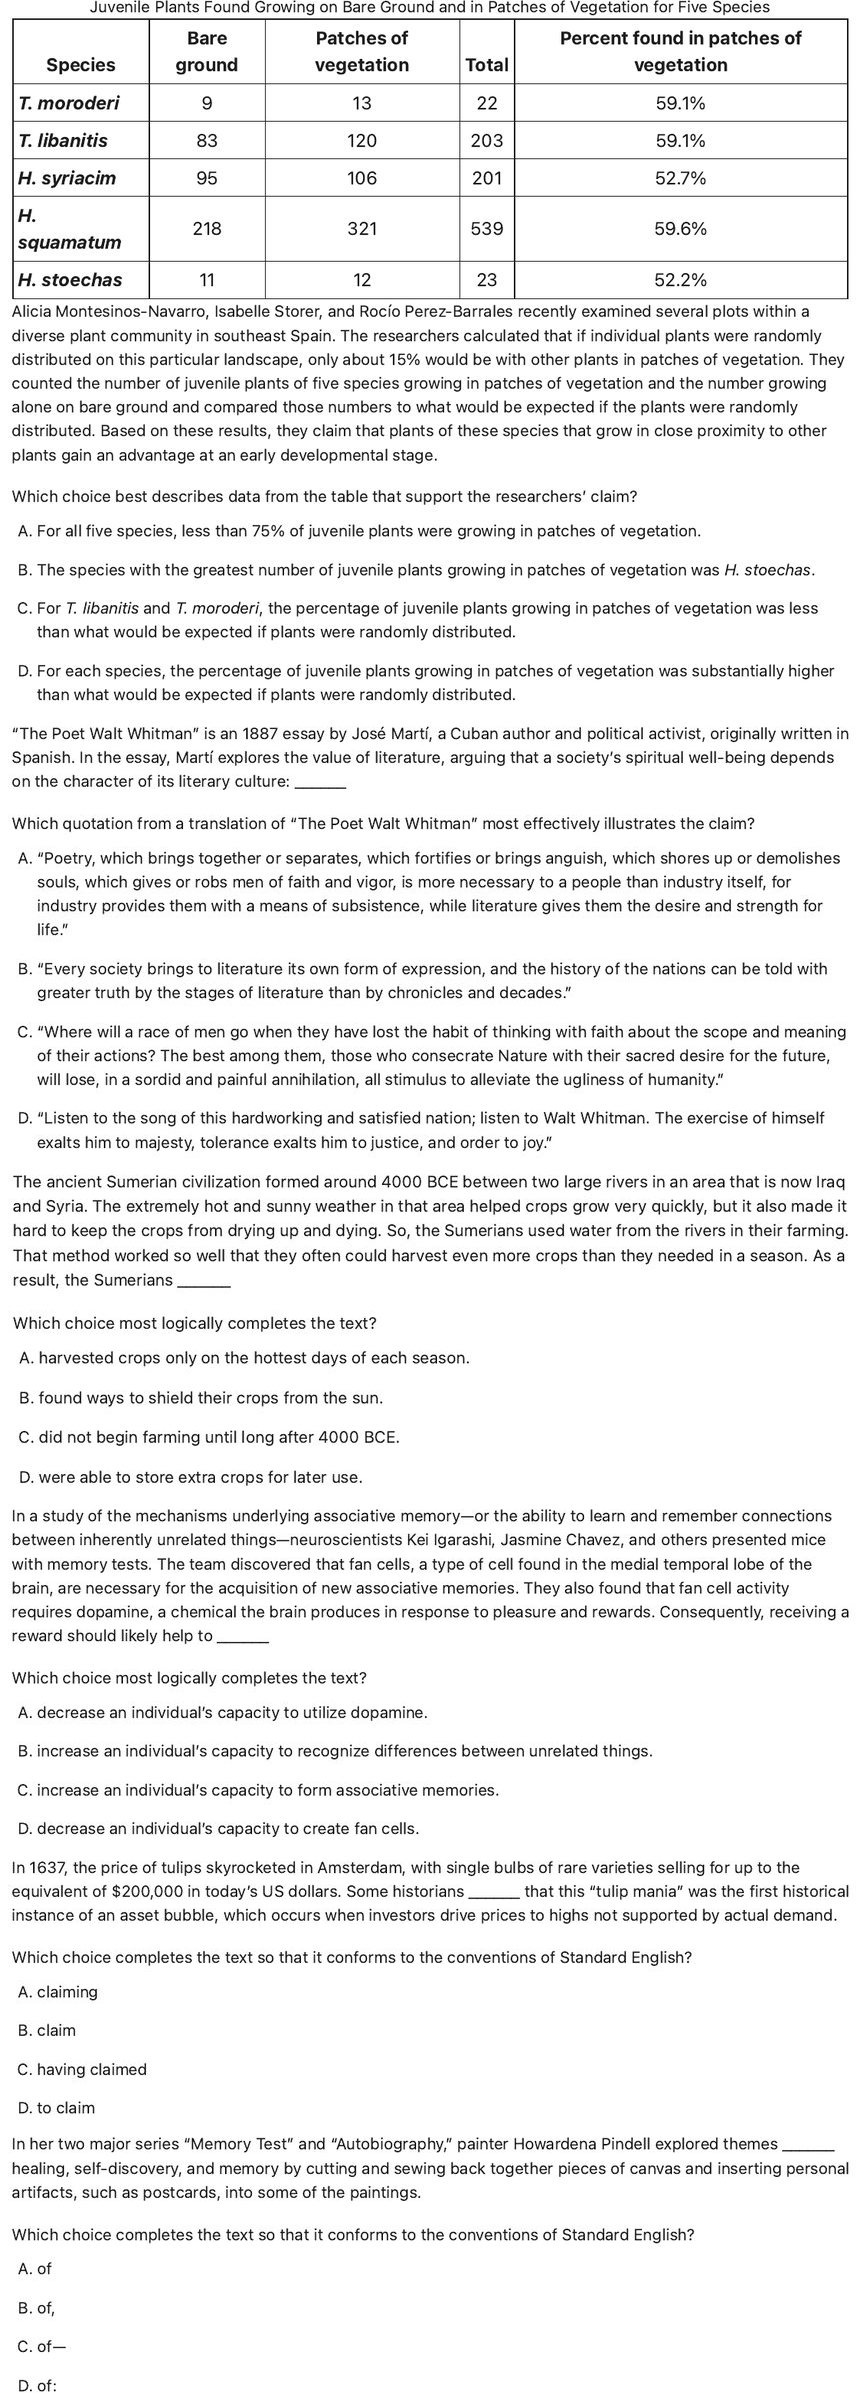 Juvenile Plants Found Growing on Bare Ground and in Patches of Vegetation for Five Species
Species | Bare ground | Patches of vegetation | Total | Percent found in patches of vegetation
T. moroderi | 9 | 13 | 22 | 59.1%
T. libanitis | 83 | 120 | 203 | 59.1%
H. syriacim | 95 | 106 | 201 | 52.7%
H. squamatum | 218 | 321 | 539 | 59.6%
H. stoechas | 11 | 12 | 23 | 52.2%
Alicia Montesinos-Navarro, Isabelle Storer, and Rocío Perez-Barrales recently examined several plots within a
diverse plant community in southeast Spain. The researchers calculated that if individual plants were randomly
distributed on this particular landscape, only about 15% would be with other plants in patches of vegetation. They
counted the number of juvenile plants of five species growing in patches of vegetation and the number growing
alone on bare ground and compared those numbers to what would be expected if the plants were randomly
distributed. Based on these results, they claim that plants of these species that grow in close proximity to other
plants gain an advantage at an early developmental stage.
Which choice best describes data from the table that support the researchers' claim?
A. For all five species, less than 75% of juvenile plants were growing in patches of vegetation.
B. The species with the greatest number of juvenile plants growing in patches of vegetation was H. stoechas.
C. For T. libanitis and T. moroderi, the percentage of juvenile plants growing in patches of vegetation was less
than what would be expected if plants were randomly distributed.
D. For each species, the percentage of juvenile plants growing in patches of vegetation was substantially higher
than what would be expected if plants were randomly distributed.
"The Poet Walt Whitman" is an 1887 essay by José Martí, a Cuban author and political activist, originally written in
Spanish. In the essay, Martí explores the value of literature, arguing that a society's spiritual well-being depends
on the character of its literary culture: ______
Which quotation from a translation of "The Poet Walt Whitman" most effectively illustrates the claim?
A. "Poetry, which brings together or separates, which fortifies or brings anguish, which shores up or demolishes
souls, which gives or robs men of faith and vigor, is more necessary to a people than industry itself, for
industry provides them with a means of subsistence, while literature gives them the desire and strength for
life."
B. "Every society brings to literature its own form of expression, and the history of the nations can be told with
greater truth by the stages of literature than by chronicles and decades."
C. "Where will a race of men go when they have lost the habit of thinking with faith about the scope and meaning
of their actions? The best among them, those who consecrate Nature with their sacred desire for the future,
will lose, in a sordid and painful annihilation, all stimulus to alleviate the ugliness of humanity."
D. "Listen to the song of this hardworking and satisfied nation; listen to Walt Whitman. The exercise of himself
exalts him to majesty, tolerance exalts him to justice, and order to joy."
The ancient Sumerian civilization formed around 4000 BCE between two large rivers in an area that is now Iraq
and Syria. The extremely hot and sunny weather in that area helped crops grow very quickly, but it also made it
hard to keep the crops from drying up and dying. So, the Sumerians used water from the rivers in their farming.
That method worked so well that they often could harvest even more crops than they needed in a season. As a
result, the Sumerians ______
Which choice most logically completes the text?
A. harvested crops only on the hottest days of each season.
B. found ways to shield their crops from the sun.
C. did not begin farming until long after 4000 BCE.
D. were able to store extra crops for later use.
In a study of the mechanisms underlying associative memory—or the ability to learn and remember connections
between inherently unrelated things—neuroscientists Kei Igarashi, Jasmine Chavez, and others presented mice
with memory tests. The team discovered that fan cells, a type of cell found in the medial temporal lobe of the
brain, are necessary for the acquisition of new associative memories. They also found that fan cell activity
requires dopamine, a chemical the brain produces in response to pleasure and rewards. Consequently, receiving a
reward should likely help to ______
Which choice most logically completes the text?
A. decrease an individual's capacity to utilize dopamine.
B. increase an individual's capacity to recognize differences between unrelated things.
C. increase an individual's capacity to form associative memories.
D. decrease an individual's capacity to create fan cells.
In 1637, the price of tulips skyrocketed in Amsterdam, with single bulbs of rare varieties selling for up to the
equivalent of $200,000 in today's US dollars. Some historians ______ that this "tulip mania" was the first historical
instance of an asset bubble, which occurs when investors drive prices to highs not supported by actual demand.
Which choice completes the text so that it conforms to the conventions of Standard English?
A. claiming
B. claim
C. having claimed
D. to claim
In her two major series "Memory Test" and "Autobiography," painter Howardena Pindell explored themes ______
healing, self-discovery, and memory by cutting and sewing back together pieces of canvas and inserting personal
artifacts, such as postcards, into some of the paintings.
Which choice completes the text so that it conforms to the conventions of Standard English?
A. of
B. of,
C. of—
D. of: